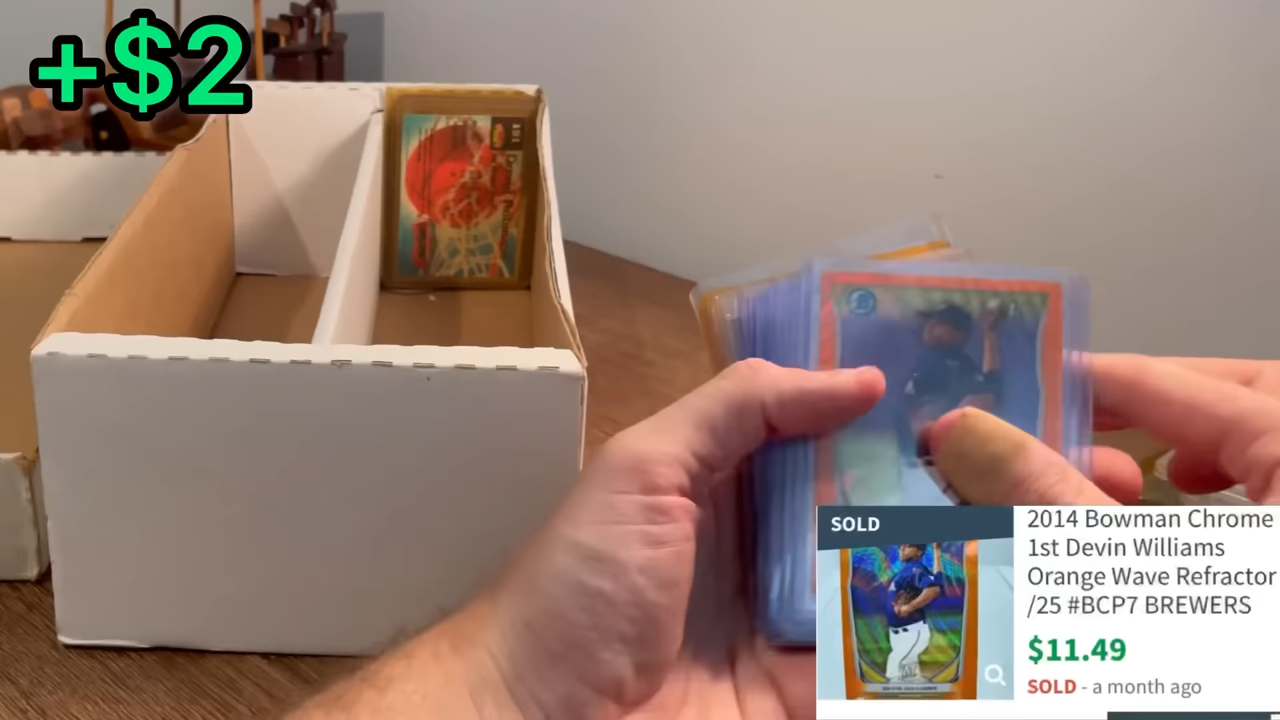 +$2
SOLD
2014 Bowman Chrome
1st Devin Williams
Orange Wave Refractor
/25 #BCP7 BREWERS
$11.49
SOLD - a month ago